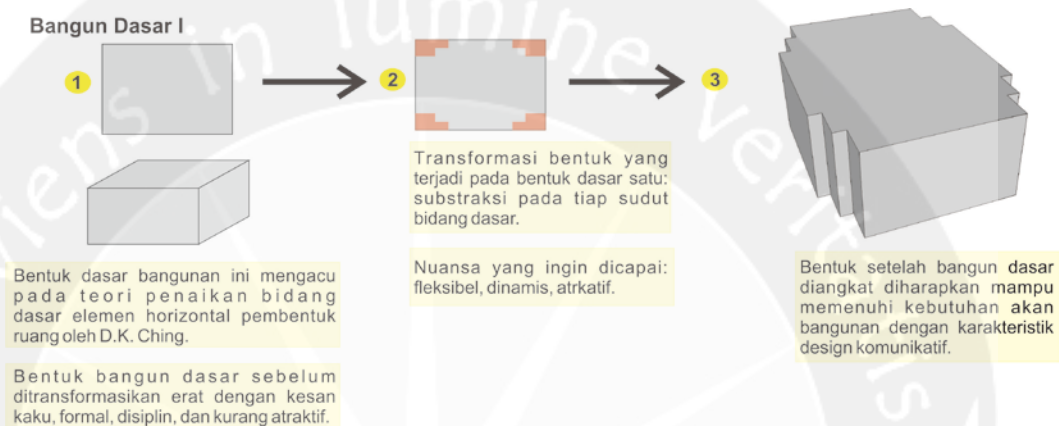 Bangun Dasar I
1
Bentuk dasar bangunan ini mengacu
pada teori penaikan bidang
dasar elemen horizontal pembentuk
ruang oleh D.K. Ching.
Bentuk bangun dasar sebelum
ditransformasikan erat dengan kesan
kaku, formal, disiplin, dan kurang atraktif.
2
Transformasi bentuk yang
terjadi pada bentuk dasar satu:
substraksi pada tiap sudut
bidang dasar.
Nuansa yang ingin dicapai:
fleksibel, dinamis, atrkatif.
3
Bentuk setelah bangun dasar
diangkat diharapkan mampu
memenuhi kebutuhan akan
bangunan dengan karakteristik
design komunikatif.
in lumine veritatis